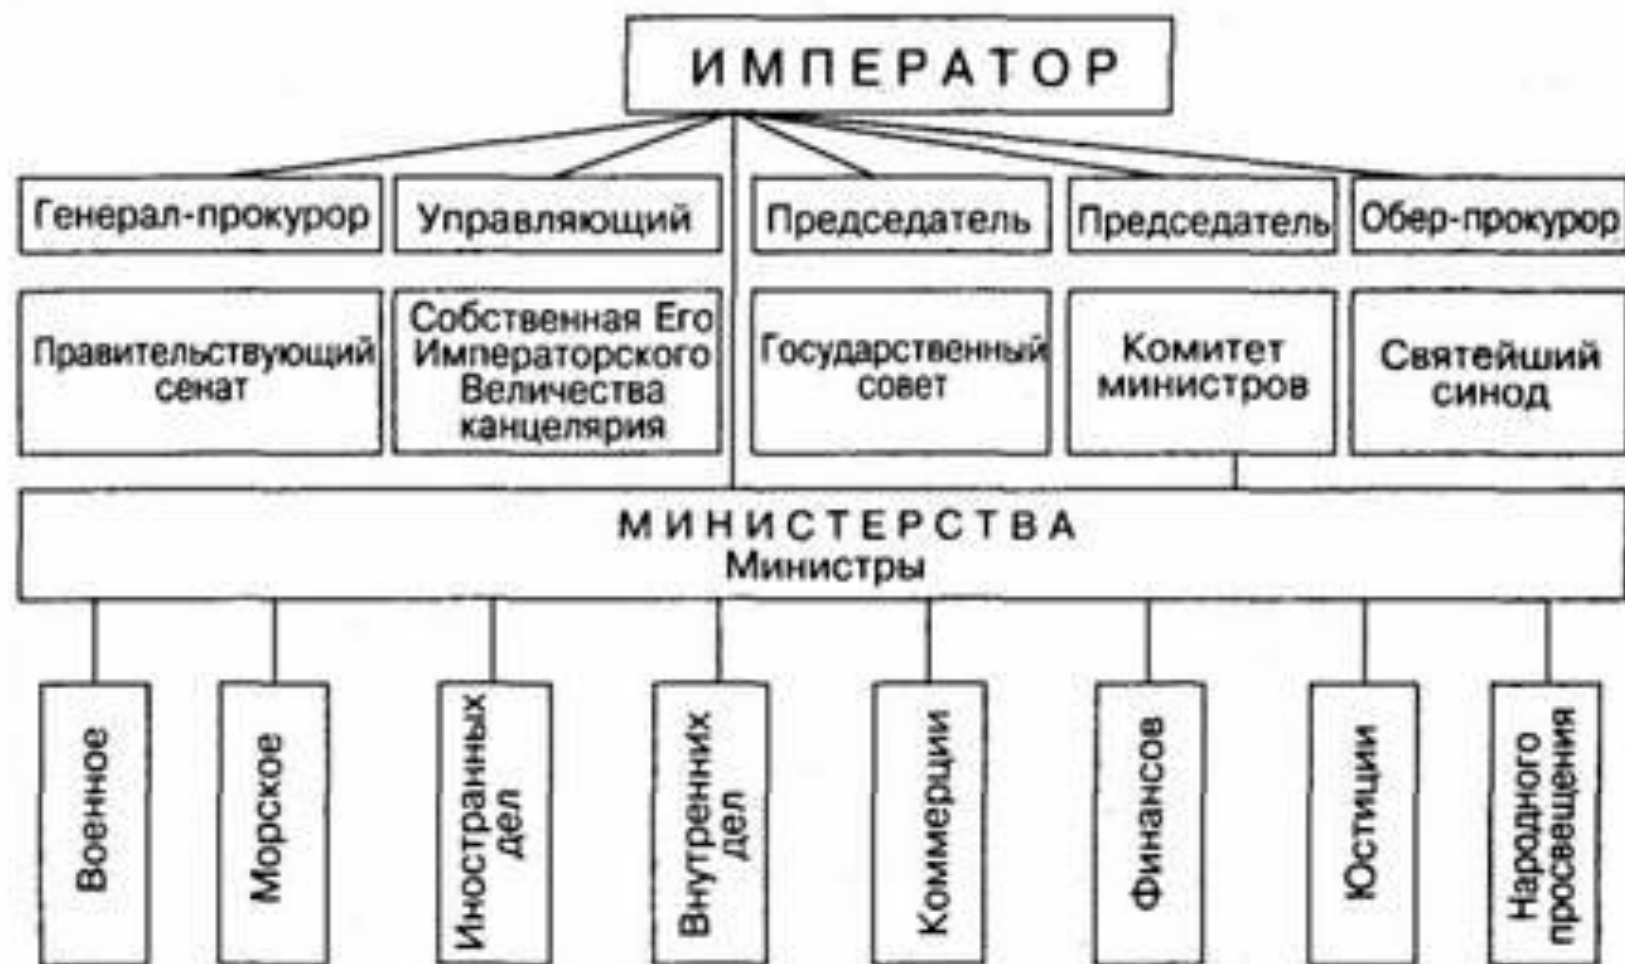 ИМПЕРАТОР
Генерал-прокурор
Управляющий
Председатель
Председатель
Обер-прокурор
Правительствующий
сенат
Собственная Его
Императорского
Величества
канцелярия
Государственный
совет
Комитет
министров
Святейший
синод
МИНИСТЕРСТВА
Министры
Военное
Морское
Иностранных
дел
Внутренних
дел
Коммерции
Финансов
Юстиции
Народного
просвещения